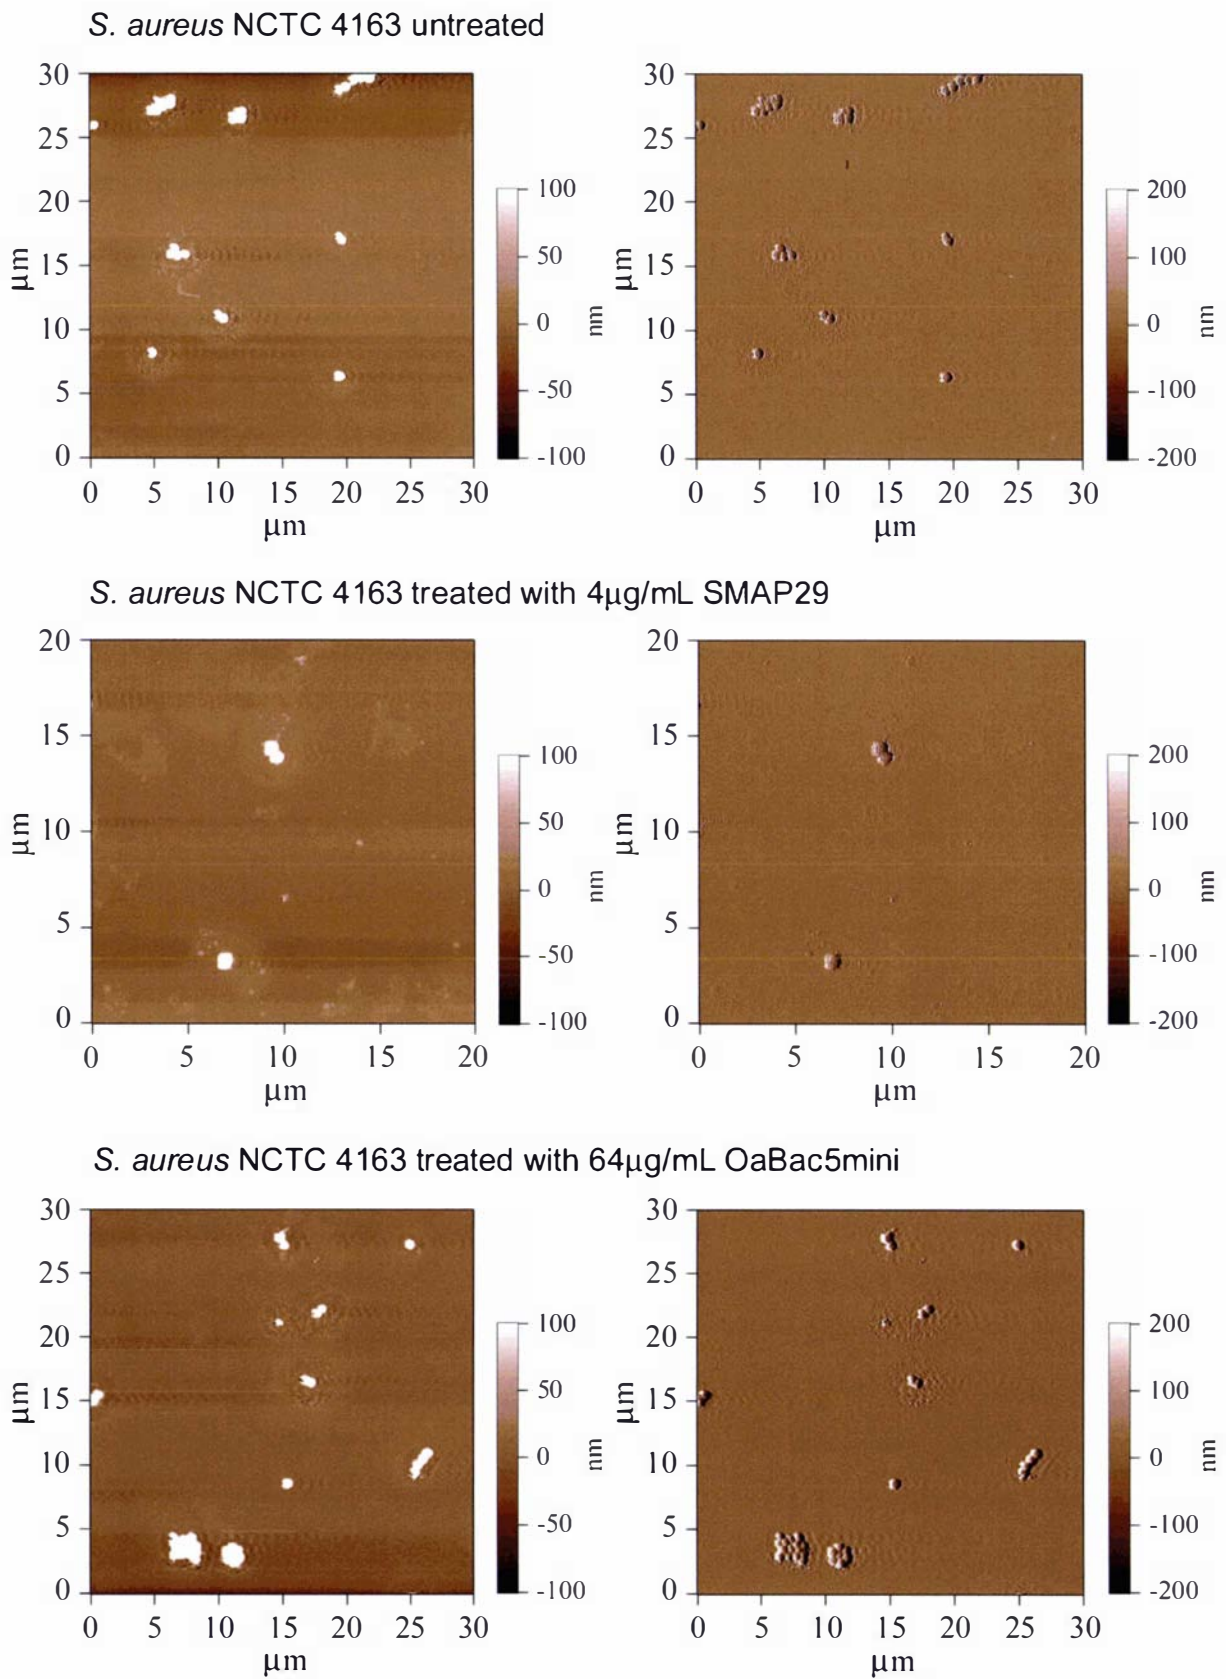 S. aureus NCTC 4163 untreated
30
25
20
15
10
5
0
μm
0 5 10 15 20 25 30
μm
100
50
0
-50
-100
nm
30
25
20
15
10
5
0
μm
0 5 10 15 20 25 30
μm
200
100
0
-100
-200
nm
S. aureus NCTC 4163 treated with 4μg/mL SMAP29
20
15
10
5
0
μm
0 5 10 15 20
μm
100
50
0
-50
-100
nm
20
15
10
5
0
μm
0 5 10 15 20
μm
200
100
0
-100
-200
nm
S. aureus NCTC 4163 treated with 64μg/mL OaBac5mini
30
25
20
15
10
5
0
μm
0 5 10 15 20 25 30
μm
100
50
0
-50
-100
nm
30
25
20
15
10
5
0
μm
0 5 10 15 20 25 30
μm
200
100
0
-100
-200
nm